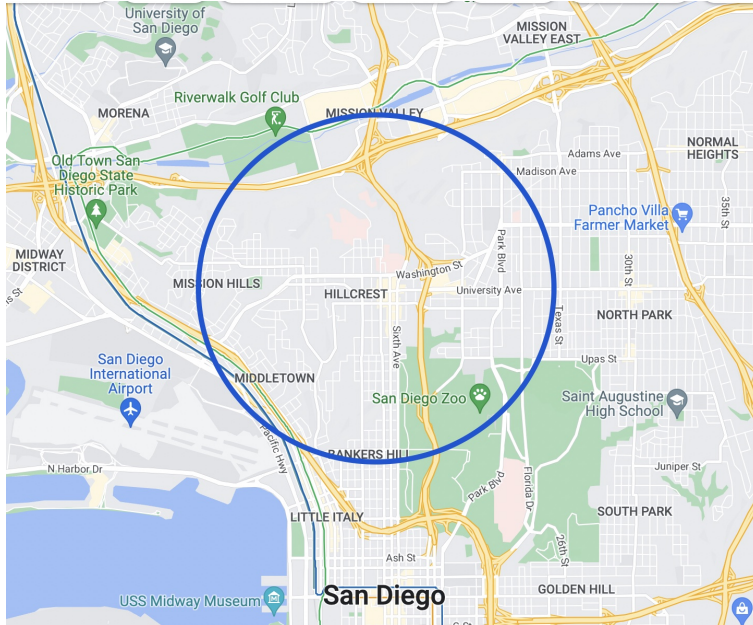 University of
San Diego
MISSION
VALLEY EAST
Riverwalk Golf Club
MORENA
MISSION VALLEY
NORMAL
HEIGHTS
Adams Ave
Madison Ave
Old Town San
Diego State
Historic Park
35th St
Pancho Villa
Farmer Market
MIDWAY
DISTRICT
Park Blvd
30th St
Washington St
MISSION HILLS
HILLCREST
University Ave
is St
Texas St
NORTH PARK
Sixth Ave
Upas St
San Diego
International
Airport
MIDDLETOWN
San Diego Zoo
Saint Augustine
High School
Pacific Hwy
BANKERS HILL
N Harbor Dr
Juniper St
Park Blvd
Florida Dr
LITTLE ITALY
SOUTH PARK
26th St
Ash St
GOLDEN HILL
USS Midway Museum
San Diego